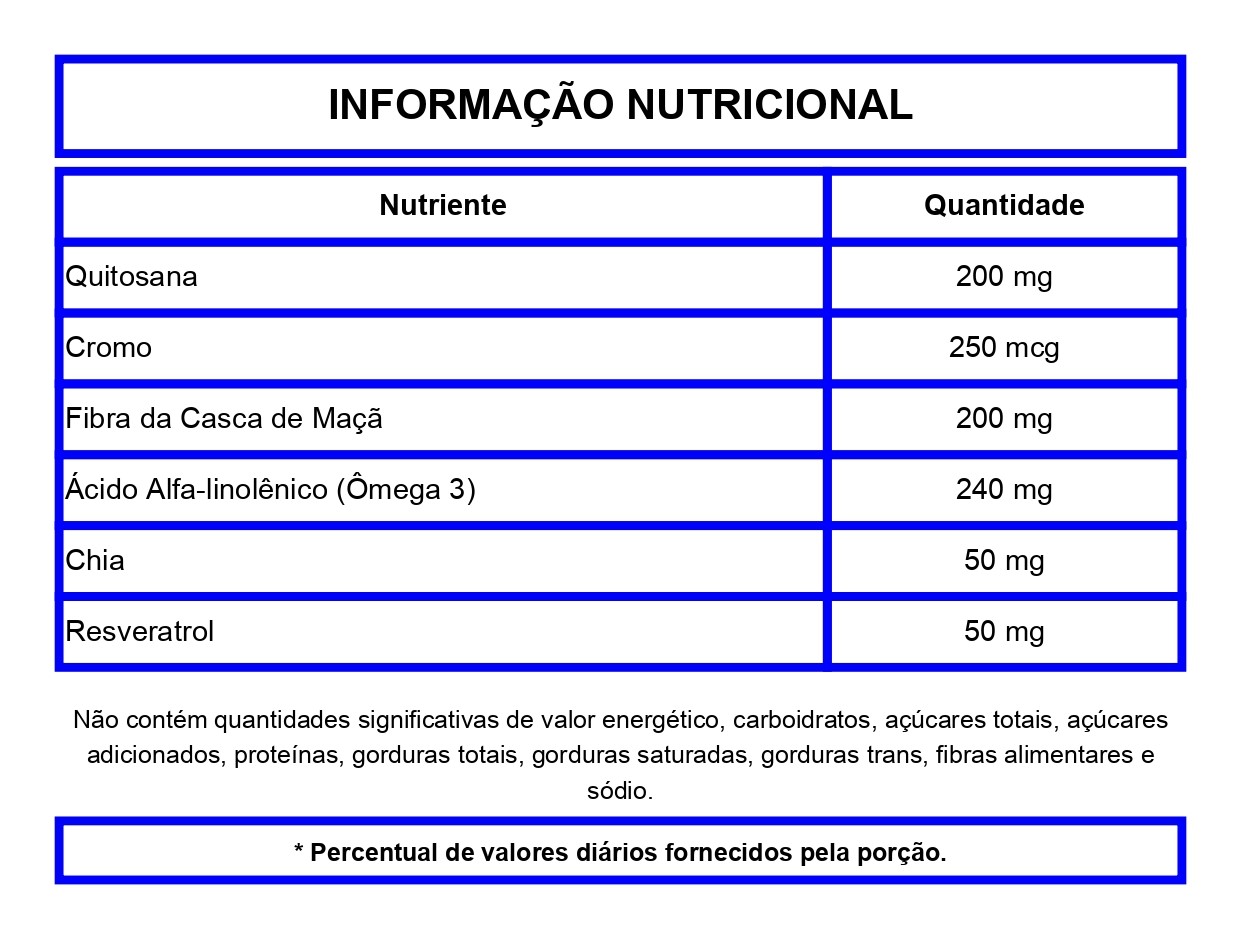 INFORMAÇÃO NUTRICIONAL
Nutriente Quantidade
Quitosana 200 mg
Cromo 250 mcg
Fibra da Casca de Maçã 200 mg
Ácido Alfa-linolênico (Ômega 3) 240 mg
Chia 50 mg
Resveratrol 50 mg
Não contém quantidades significativas de valor energético, carboidratos, açúcares totais, açúcares
adicionados, proteínas, gorduras totais, gorduras saturadas, gorduras trans, fibras alimentares e
sódio.
* Percentual de valores diários fornecidos pela porção.